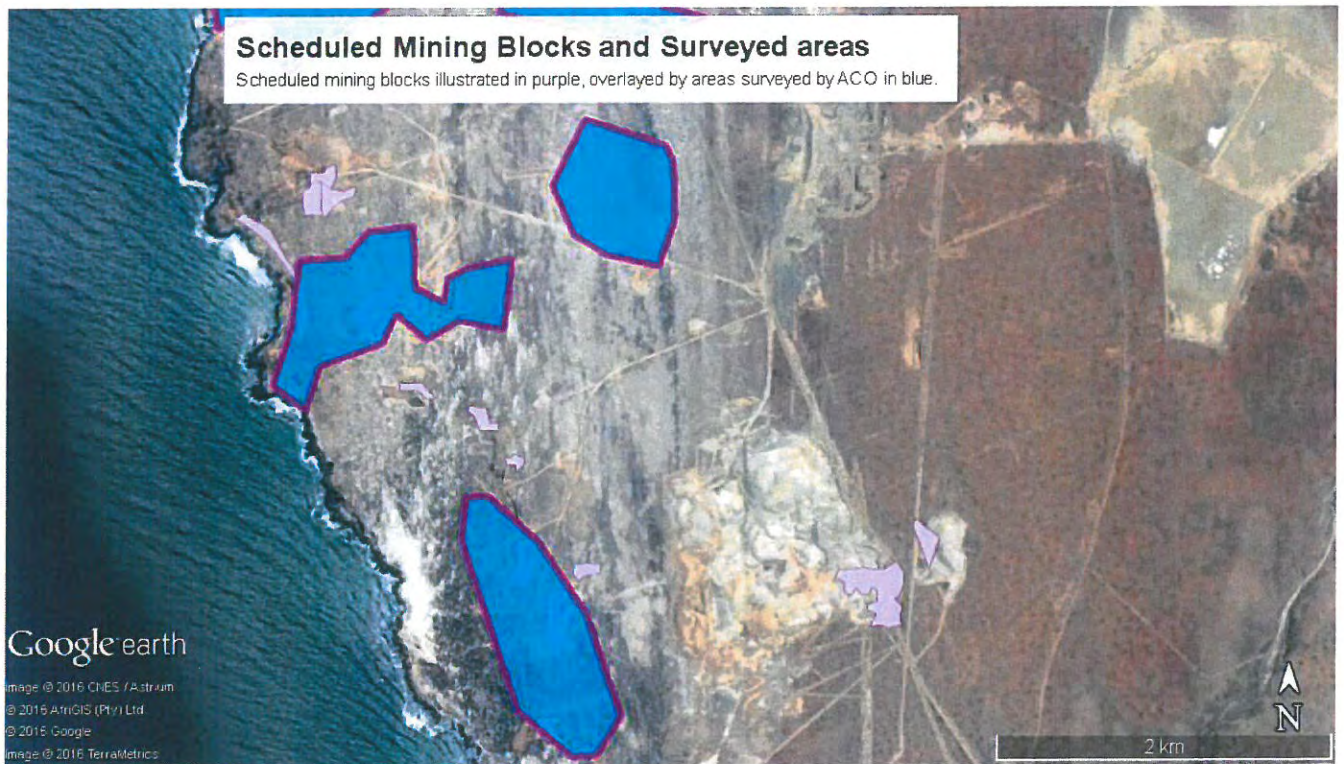 Scheduled Mining Blocks and Surveyed areas
Scheduled mining blocks illustrated in purple, overlayed by areas surveyed by ACO in blue.
Google earth
Image © 2016 CNES / Astrium
© 2016 AfriGIS (Pty) Ltd.
© 2016 Google
Image © 2016 TerraMetrics
N
2 km